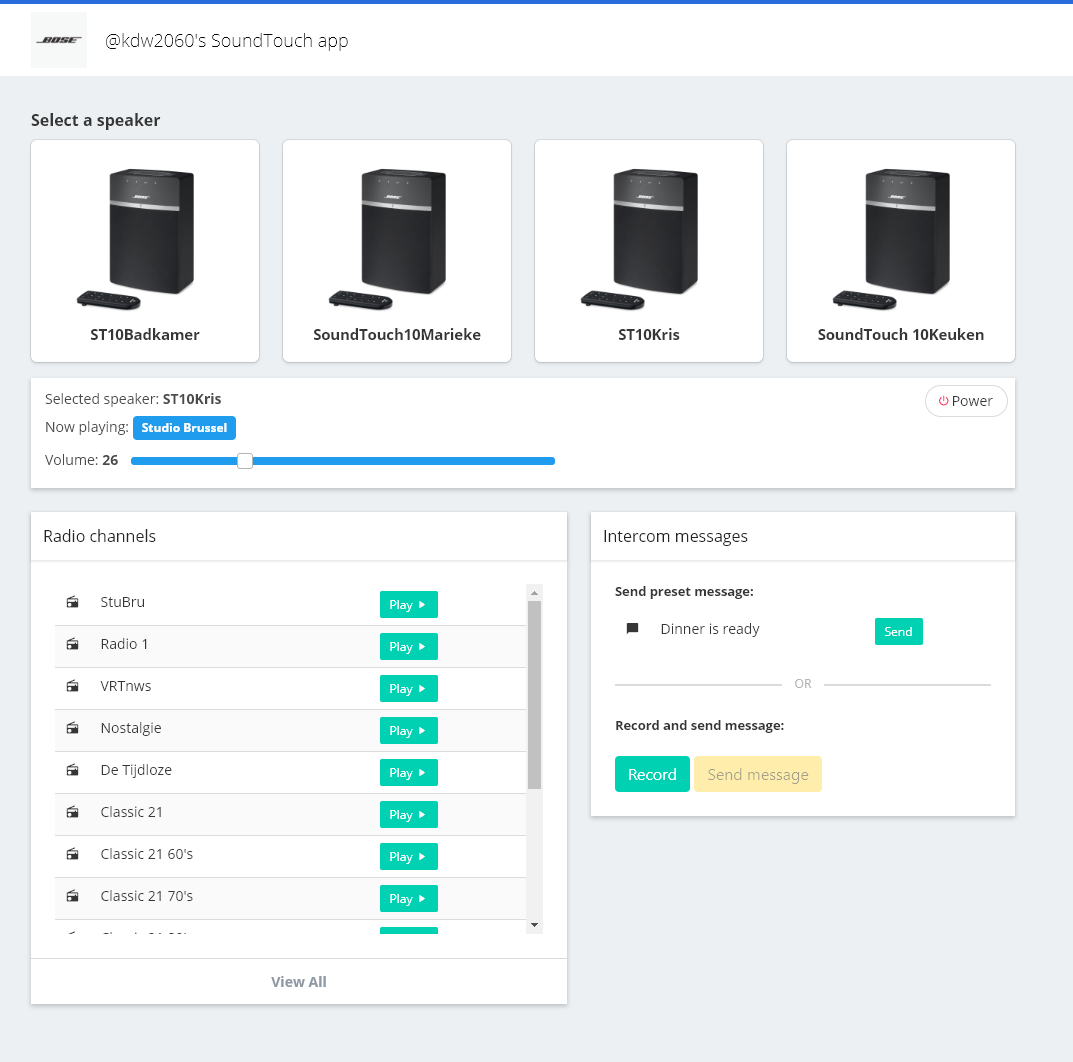 BOSE
@kdw2060's SoundTouch app
Select a speaker
ST10Badkamer
SoundTouch10Marieke
ST10Kris
SoundTouch 10Keuken
Selected speaker: ST10Kris
Power
Now playing: Studio Brussel
Volume: 26
Radio channels
StuBru Play
Radio 1 Play
VRTnws Play
Nostalgie Play
De Tijdloze Play
Classic 21 Play
Classic 21 60's Play
Classic 21 70's Play
View All
Intercom messages
Send preset message:
Dinner is ready Send
OR
Record and send message:
Record Send message